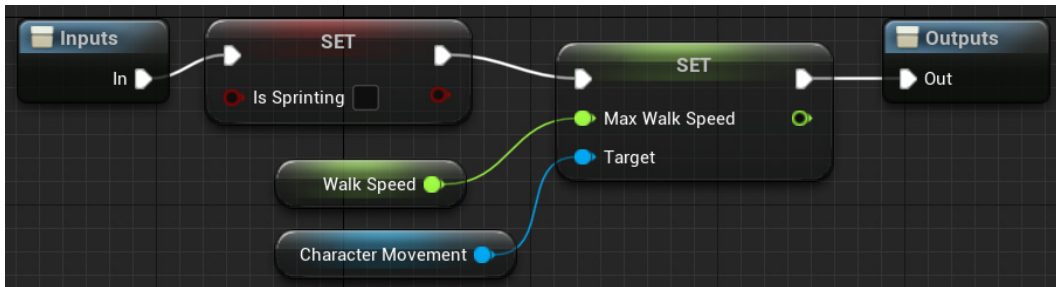 Inputs
In
SET
Is Sprinting
Walk Speed
Character Movement
SET
Max Walk Speed
Target
Outputs
Out